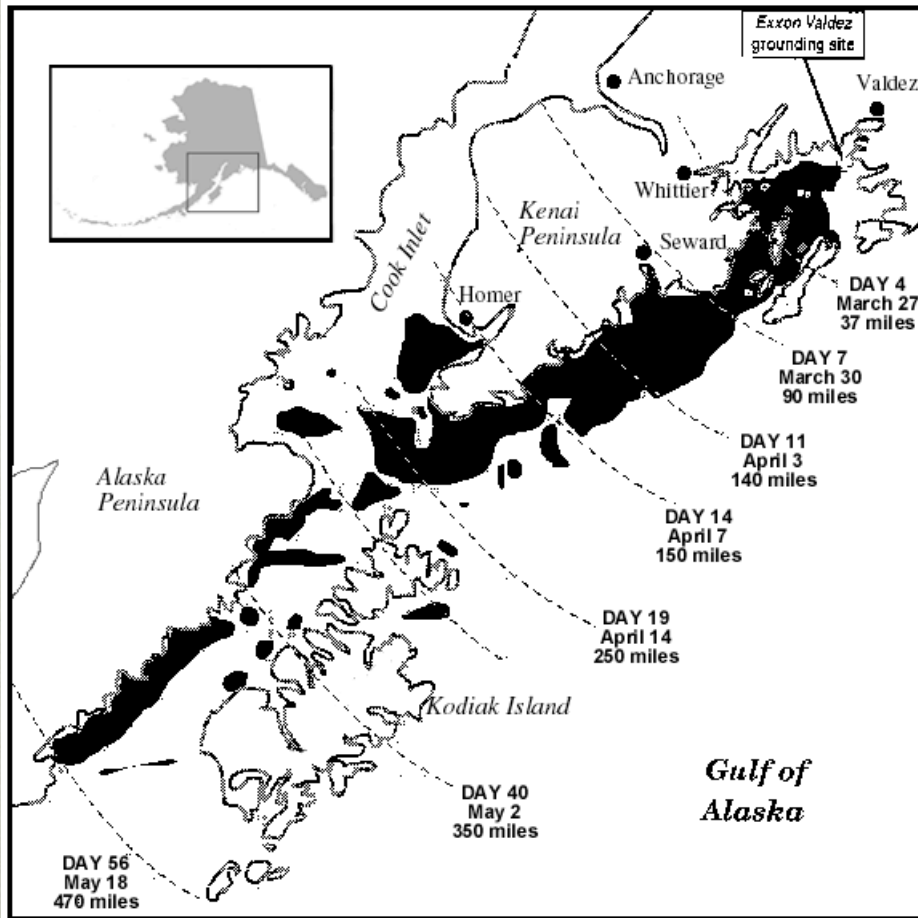 Exxon Valdez
grounding site
Anchorage
Valdez
Whittier
Kenai
Peninsula
Seward
Cook Inlet
Homer
DAY 4
March 27
37 miles
DAY 7
March 30
90 miles
DAY 11
April 3
140 miles
Alaska
Peninsula
DAY 14
April 7
150 miles
DAY 19
April 14
250 miles
Kodiak Island
Gulf of
Alaska
DAY 40
May 2
350 miles
DAY 56
May 18
470 miles